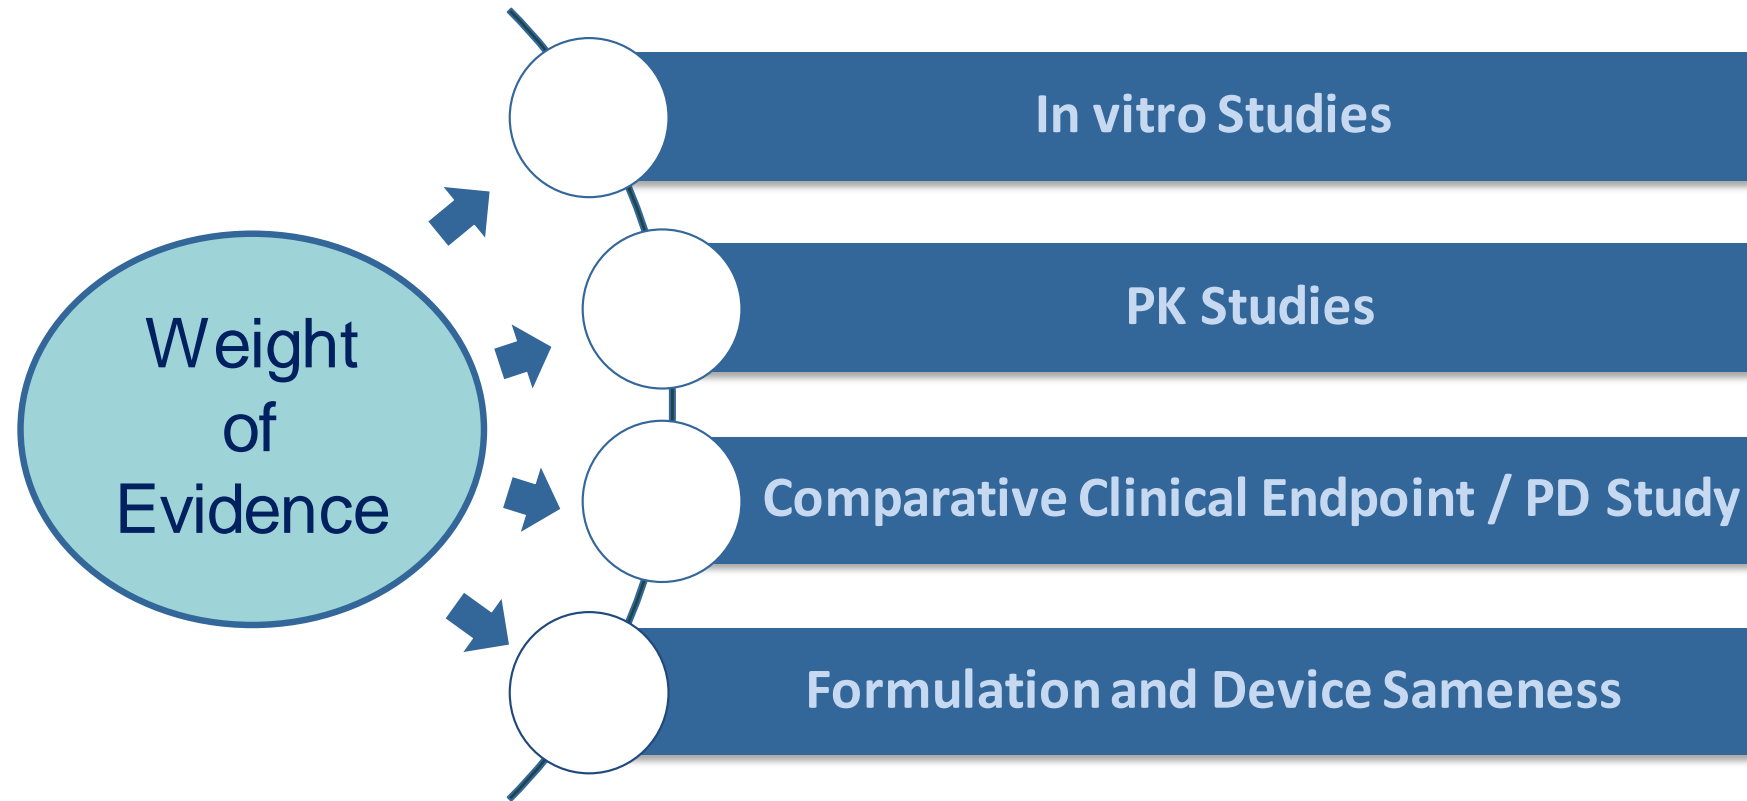 Weight
of
Evidence
In vitro Studies
PK Studies
Comparative Clinical Endpoint / PD Study
Formulation and Device Sameness